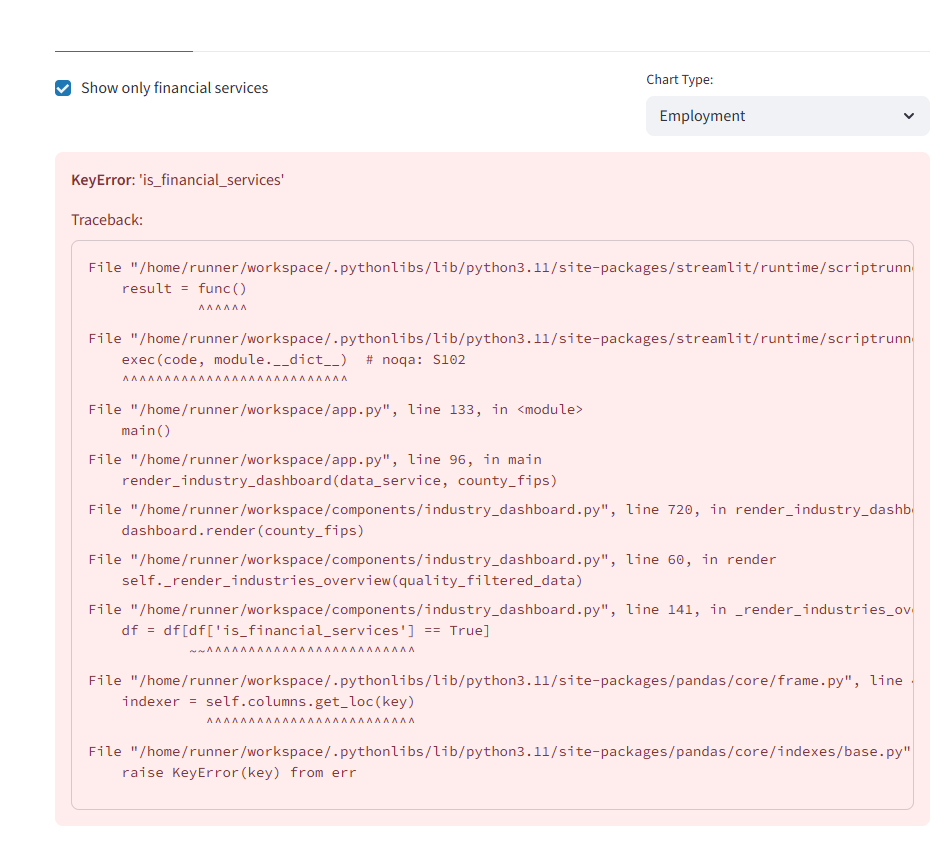 Show only financial services
Chart Type:
Employment
KeyError: 'is_financial_services'
Traceback:
File "/home/runner/workspace/.pythonlibs/lib/python3.11/site-packages/streamlit/runtime/scriptrunn
result = func()
^^^^^^
File "/home/runner/workspace/.pythonlibs/lib/python3.11/site-packages/streamlit/runtime/scriptrunn
exec(code, module.__dict__)  # noqa: S102
^^^^^^^^^^^^^^^^^^^^^^^^^^^
File "/home/runner/workspace/app.py", line 133, in <module>
main()
File "/home/runner/workspace/app.py", line 96, in main
render_industry_dashboard(data_service, county_fips)
File "/home/runner/workspace/components/industry_dashboard.py", line 720, in render_industry_dashb
dashboard.render(county_fips)
File "/home/runner/workspace/components/industry_dashboard.py", line 60, in render
self._render_industries_overview(quality_filtered_data)
File "/home/runner/workspace/components/industry_dashboard.py", line 141, in _render_industries_ov
df = df[df['is_financial_services'] == True]
~~^^^^^^^^^^^^^^^^^^^^^^^^^
File "/home/runner/workspace/.pythonlibs/lib/python3.11/site-packages/pandas/core/frame.py", line
indexer = self.columns.get_loc(key)
^^^^^^^^^^^^^^^^^^^^^^^^^
File "/home/runner/workspace/.pythonlibs/lib/python3.11/site-packages/pandas/core/indexes/base.py"
raise KeyError(key) from err